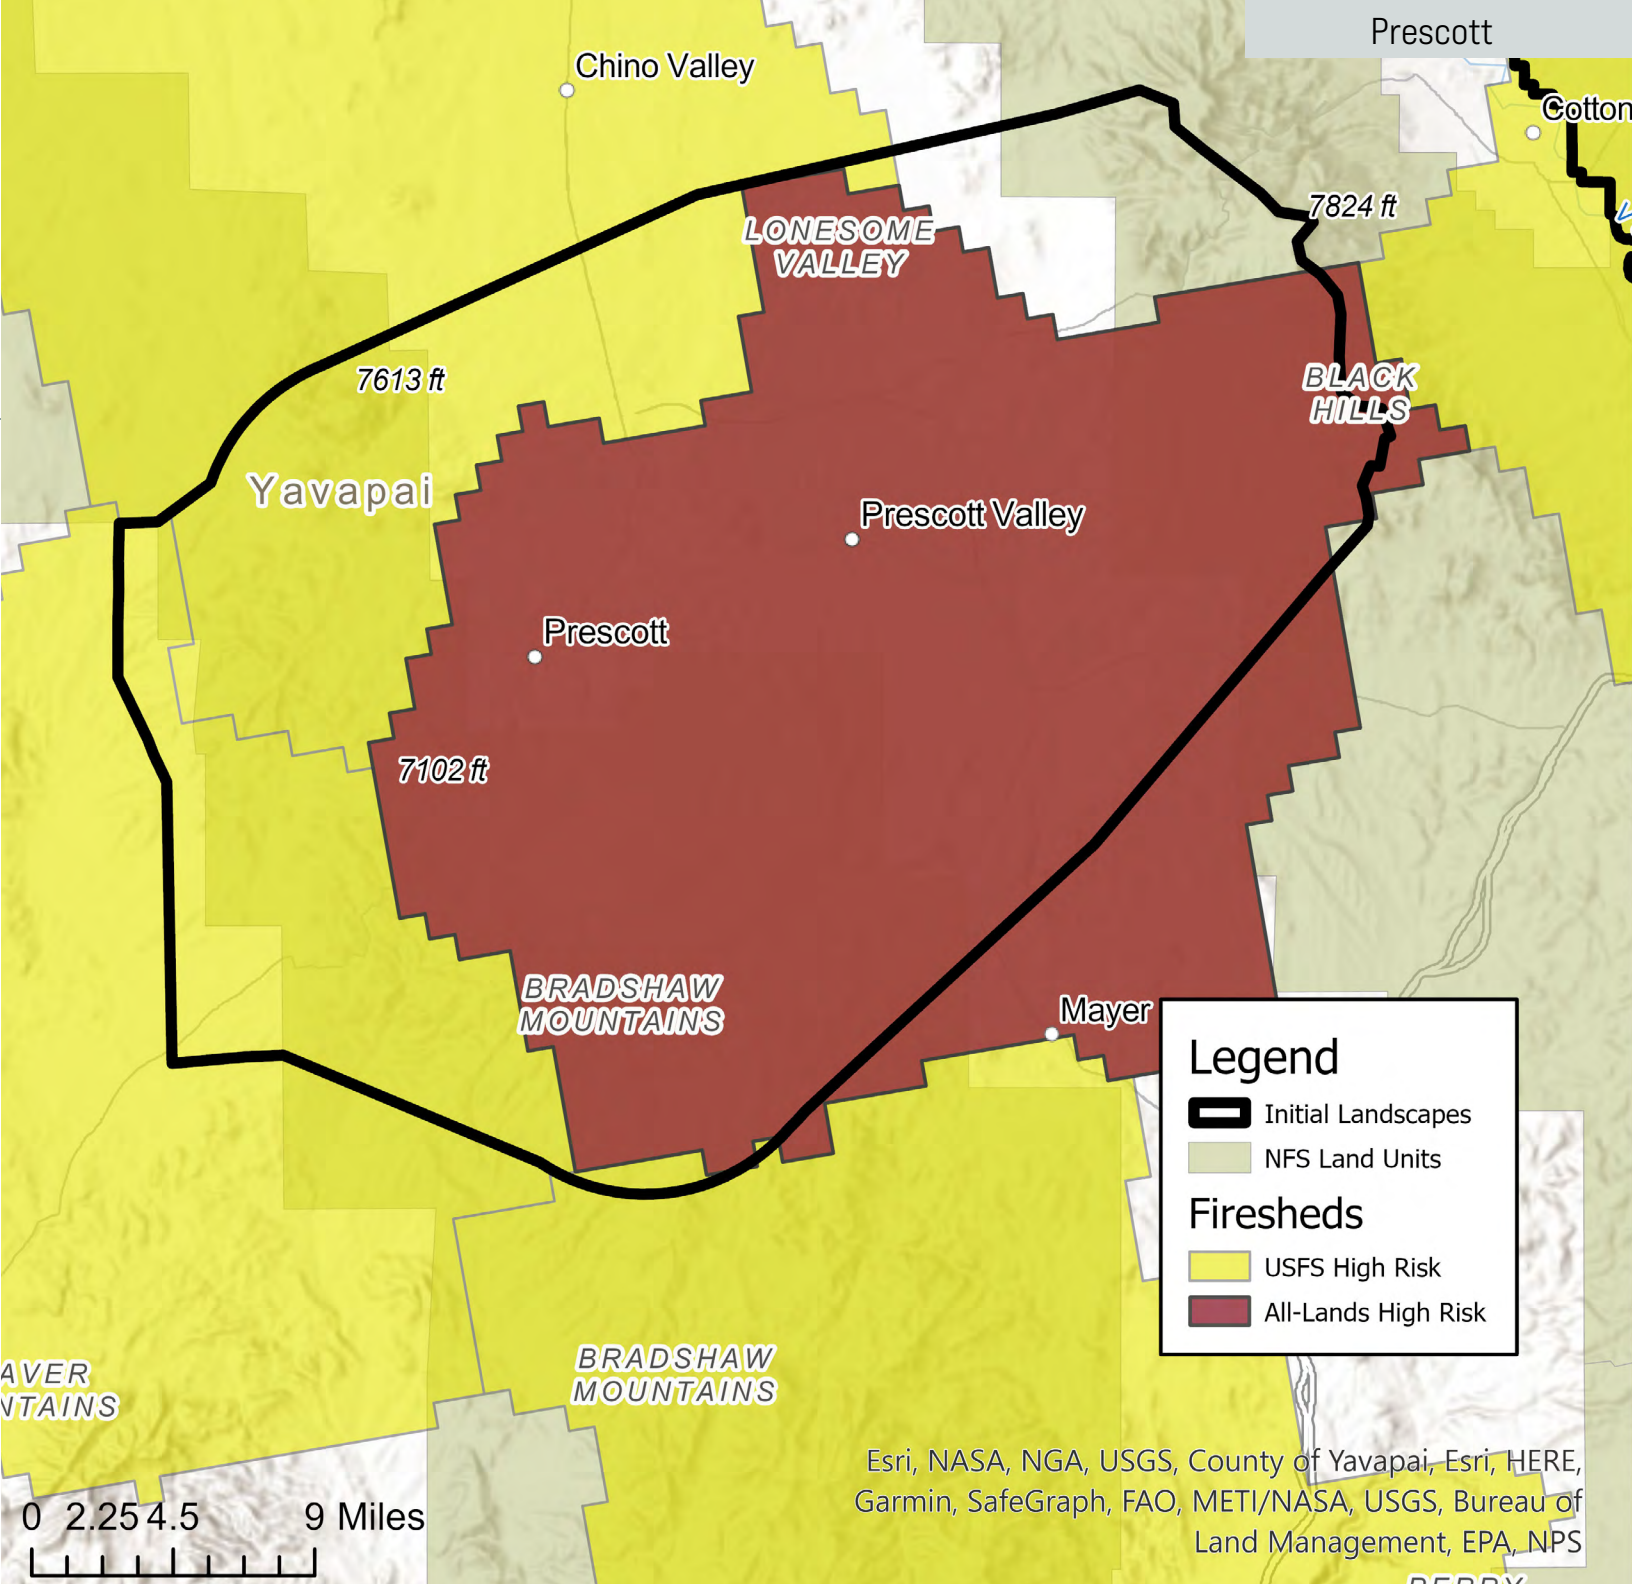 Prescott
Chino Valley
Cotton
7824 ft
LONESOME
VALLEY
7613 ft
BLACK
HILLS
Yavapai
Prescott Valley
Prescott
7102 ft
BRADSHAW
MOUNTAINS
Mayer
Legend
Initial Landscapes
NFS Land Units
Firesheds
USFS High Risk
All-Lands High Risk
AVER
NTAINS
BRADSHAW
MOUNTAINS
Esri, NASA, NGA, USGS, County of Yavapai, Esri, HERE,
Garmin, SafeGraph, FAO, METI/NASA, USGS, Bureau of
Land Management, EPA, NPS
0 2.25 4.5 9 Miles